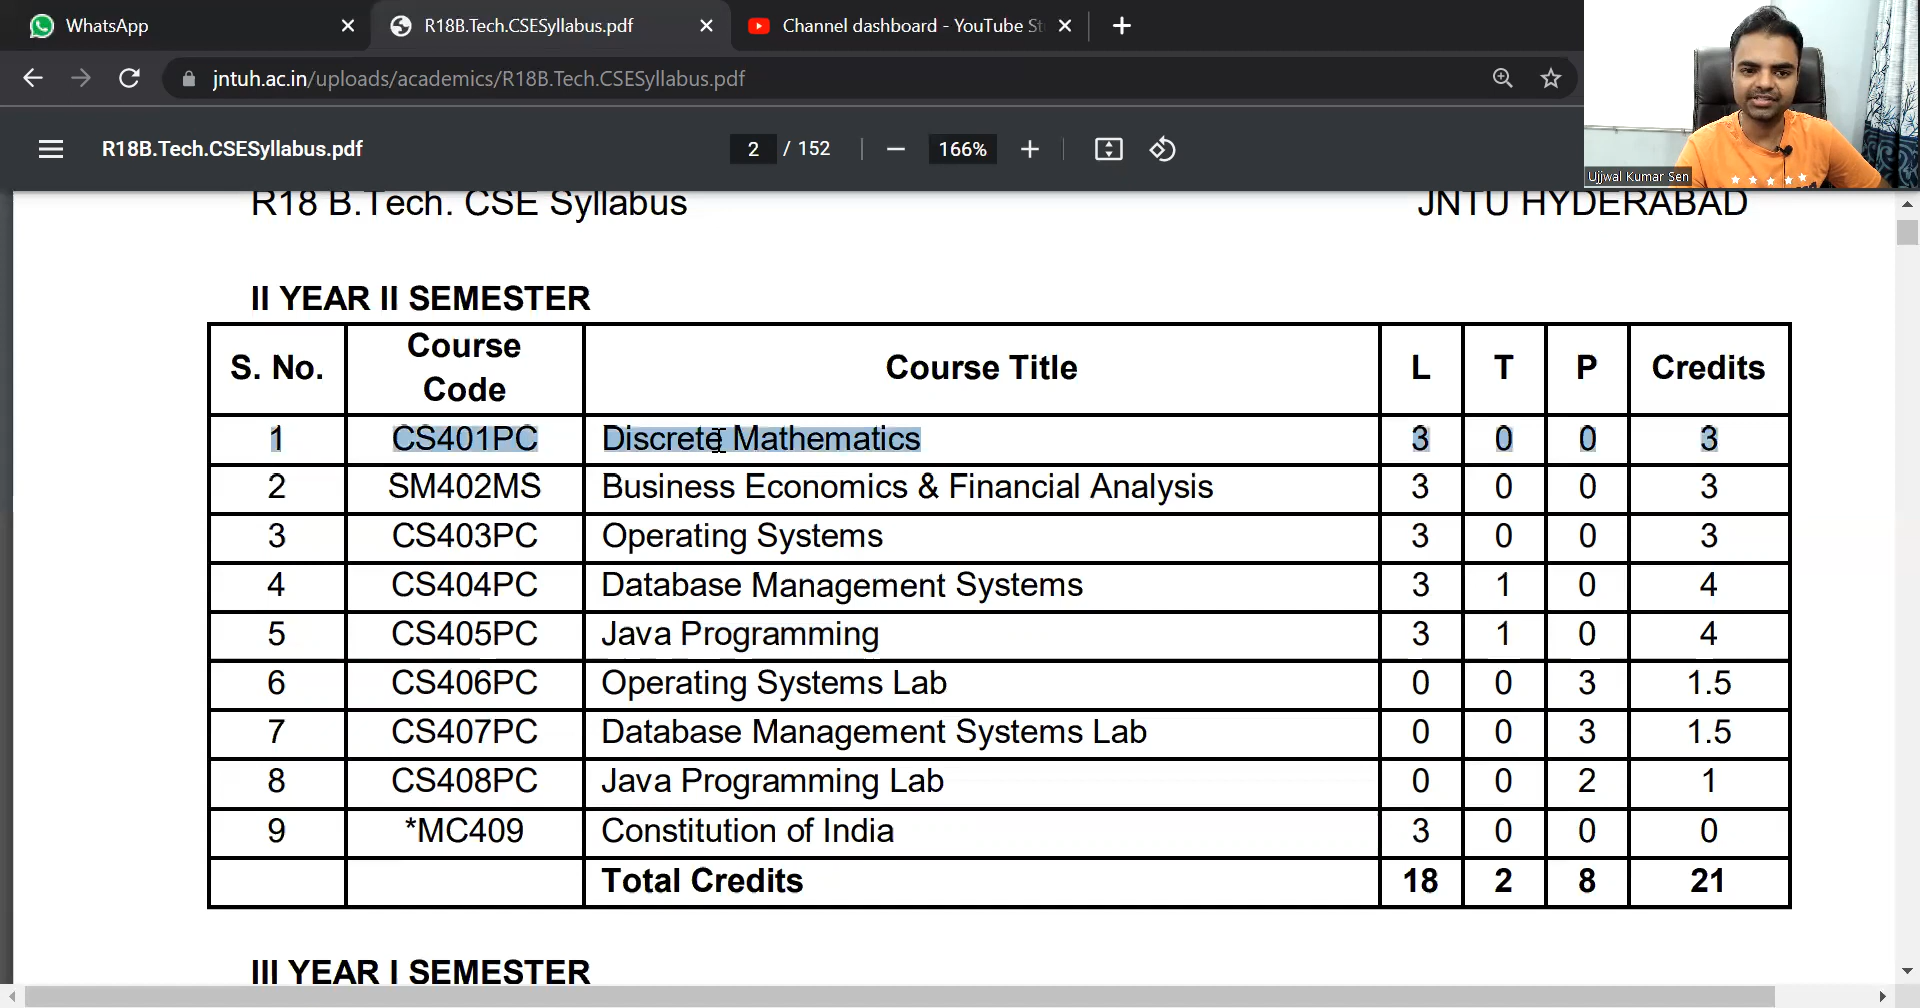 WhatsApp
R18B.Tech.CSESyllabus.pdf
Channel dashboard - YouTube St
jntuh.ac.in/uploads/academics/R18B.Tech.CSESyllabus.pdf
R18B.Tech.CSESyllabus.pdf
2 / 152
166%
Ujjwal Kumar Sen
R18 B.Tech. CSE Syllabus JNTU HYDERABAD
II YEAR II SEMESTER
S. No. Course Code Course Title L T P Credits
1 CS401PC Discrete Mathematics 3 0 0 3
2 SM402MS Business Economics & Financial Analysis 3 0 0 3
3 CS403PC Operating Systems 3 0 0 3
4 CS404PC Database Management Systems 3 1 0 4
5 CS405PC Java Programming 3 1 0 4
6 CS406PC Operating Systems Lab 0 0 3 1.5
7 CS407PC Database Management Systems Lab 0 0 3 1.5
8 CS408PC Java Programming Lab 0 0 2 1
9 *MC409 Constitution of India 3 0 0 0
Total Credits 18 2 8 21
III YEAR I SEMESTER